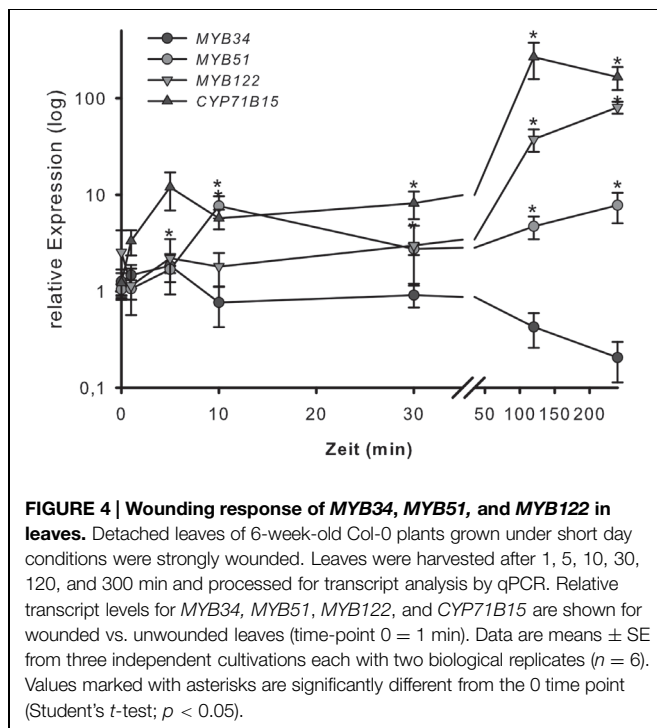 MYB34
MYB51
MYB122
CYP71B15
relative Expression (log)
100
10
1
0,1
* * * * * * * * * * *
0 10 20 30 50 100 150 200
Zeit (min)
FIGURE 4 | Wounding response of MYB34, MYB51, and MYB122 in
leaves. Detached leaves of 6-week-old Col-0 plants grown under short day
conditions were strongly wounded. Leaves were harvested after 1, 5, 10, 30,
120, and 300 min and processed for transcript analysis by qPCR. Relative
transcript levels for MYB34, MYB51, MYB122, and CYP71B15 are shown for
wounded vs. unwounded leaves (time-point 0 = 1 min). Data are means ± SE
from three independent cultivations each with two biological replicates (n = 6).
Values marked with asterisks are significantly different from the 0 time point
(Student's t-test; p < 0.05).